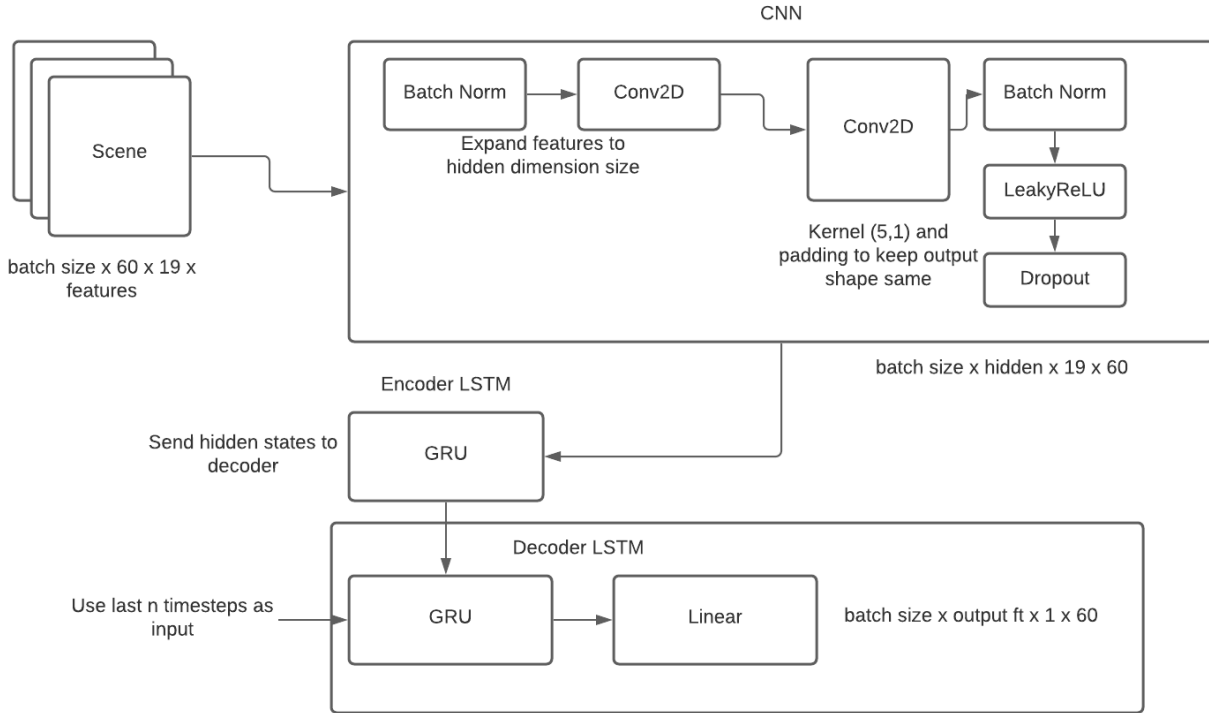 CNN
Scene
batch size x 60 x 19 x
features
Batch Norm
Conv2D
Expand features to
hidden dimension size
Conv2D
Kernel (5,1) and
padding to keep output
shape same
Batch Norm
LeakyReLU
Dropout
batch size x hidden x 19 x 60
Encoder LSTM
Send hidden states to
decoder
GRU
Decoder LSTM
Use last n timesteps as
input
GRU
Linear
batch size x output ft x 1 x 60